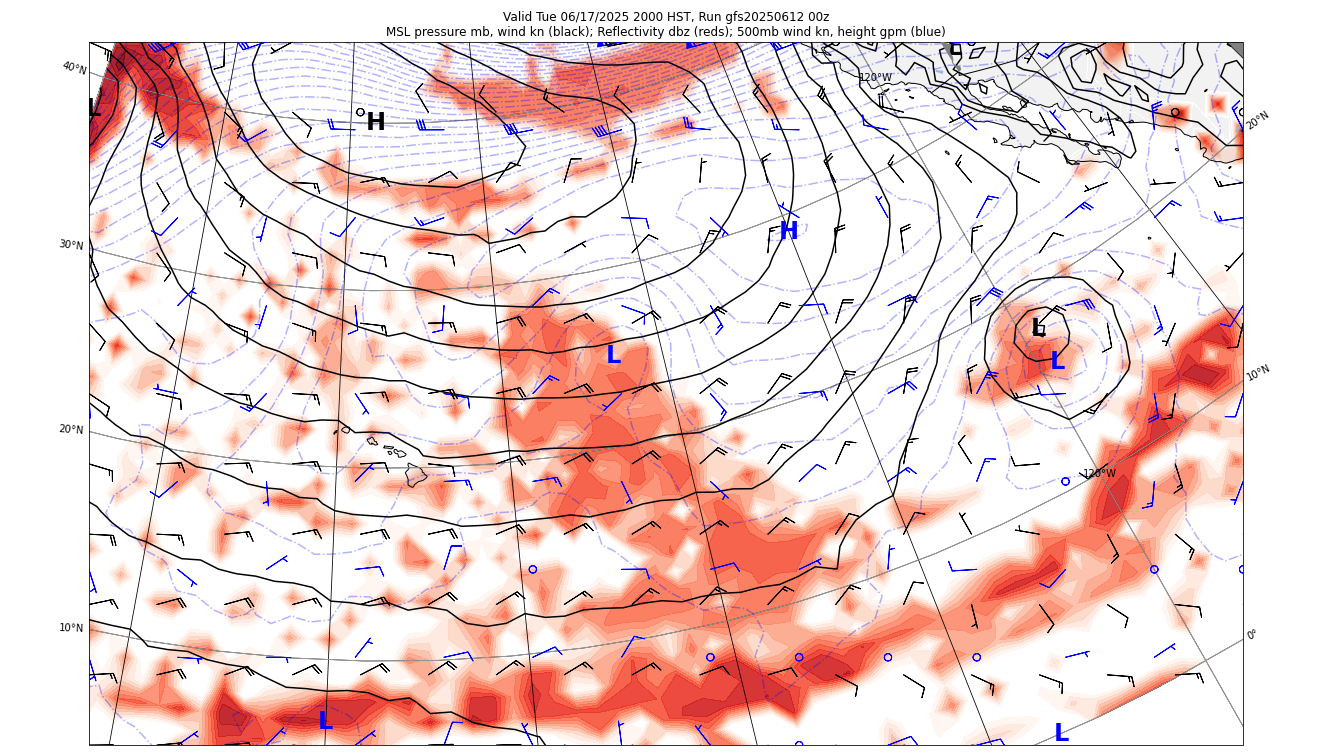 Valid Tue 06/17/2025 2000 HST, Run gfs20250612 00z
MSL pressure mb, wind kn (black); Reflectivity dbz (reds); 500mb wind kn, height gpm (blue)
40°N
120°W
20°N
L
H
30°N
H
L
L
L
10°N
20°N
120°W
10°N
0°
L
L